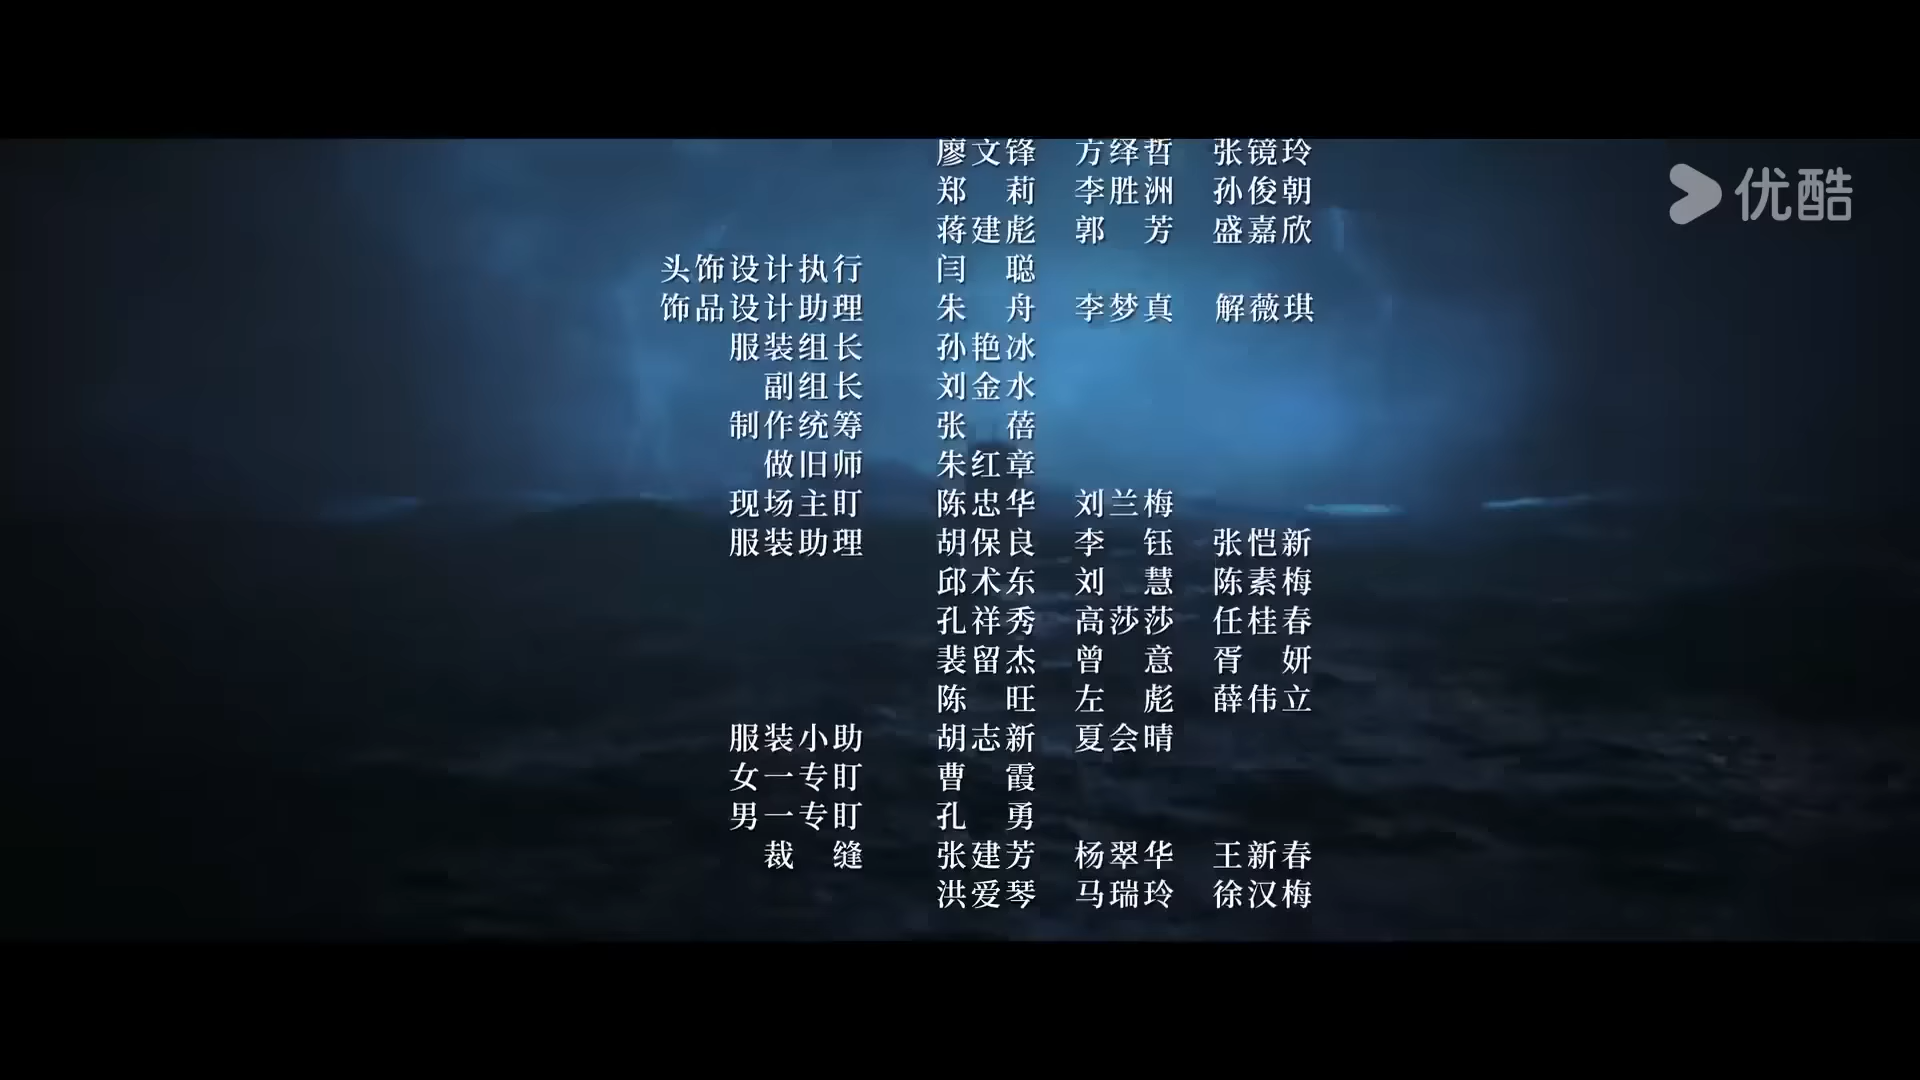 廖文锋 方绎哲 张镜玲
优酷
郑 莉 李胜洲 孙俊朝
蒋建彪 郭 芳 盛嘉欣
头饰设计执行 闫 聪
饰品设计助理 朱 舟 李梦真 解薇琪
服装组长 孙艳冰
副组长 刘金水
制作统筹 张 蓓
做旧师 朱红章
现场主盯 陈忠华 刘兰梅
服装助理 胡保良 李 钰 张恺新
邱术东 刘 慧 陈素梅
孔祥秀 高莎莎 任桂春
裴留杰 曾 意 胥 妍
陈 旺 左 彪 薛伟立
服装小助 胡志新 夏会晴
女一专盯 曹 霞
男一专盯 孔 勇
裁 缝 张建芳 杨翠华 王新春
洪爱琴 马瑞玲 徐汉梅